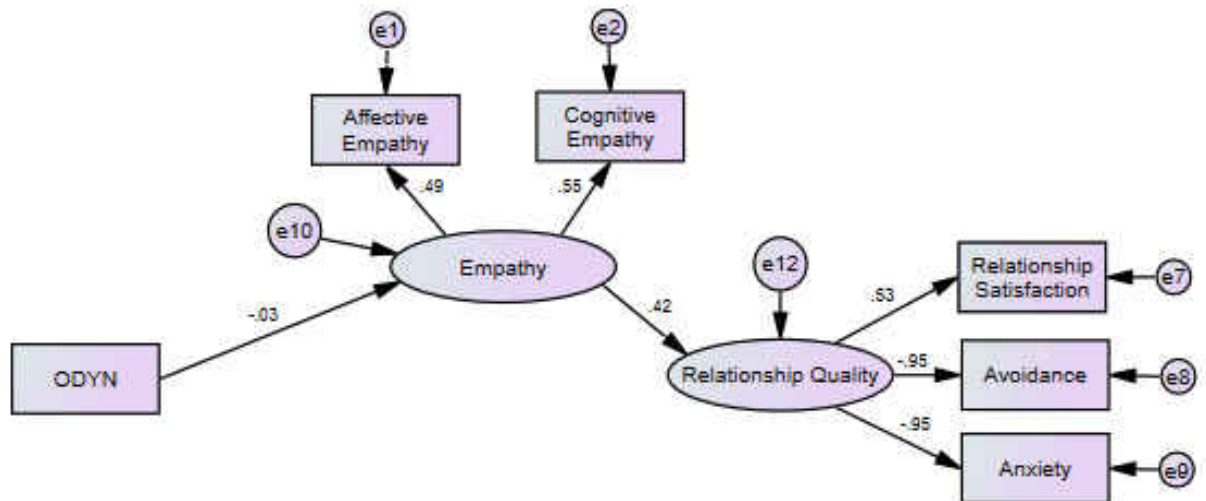 e1
e2
Affective
Empathy
Cognitive
Empathy
.49
.55
e10
Empathy
e12
Relationship
Satisfaction
e7
.53
.42
-.03
ODYN
Relationship Quality
-.95
Avoidance
e8
-.95
Anxiety
e9